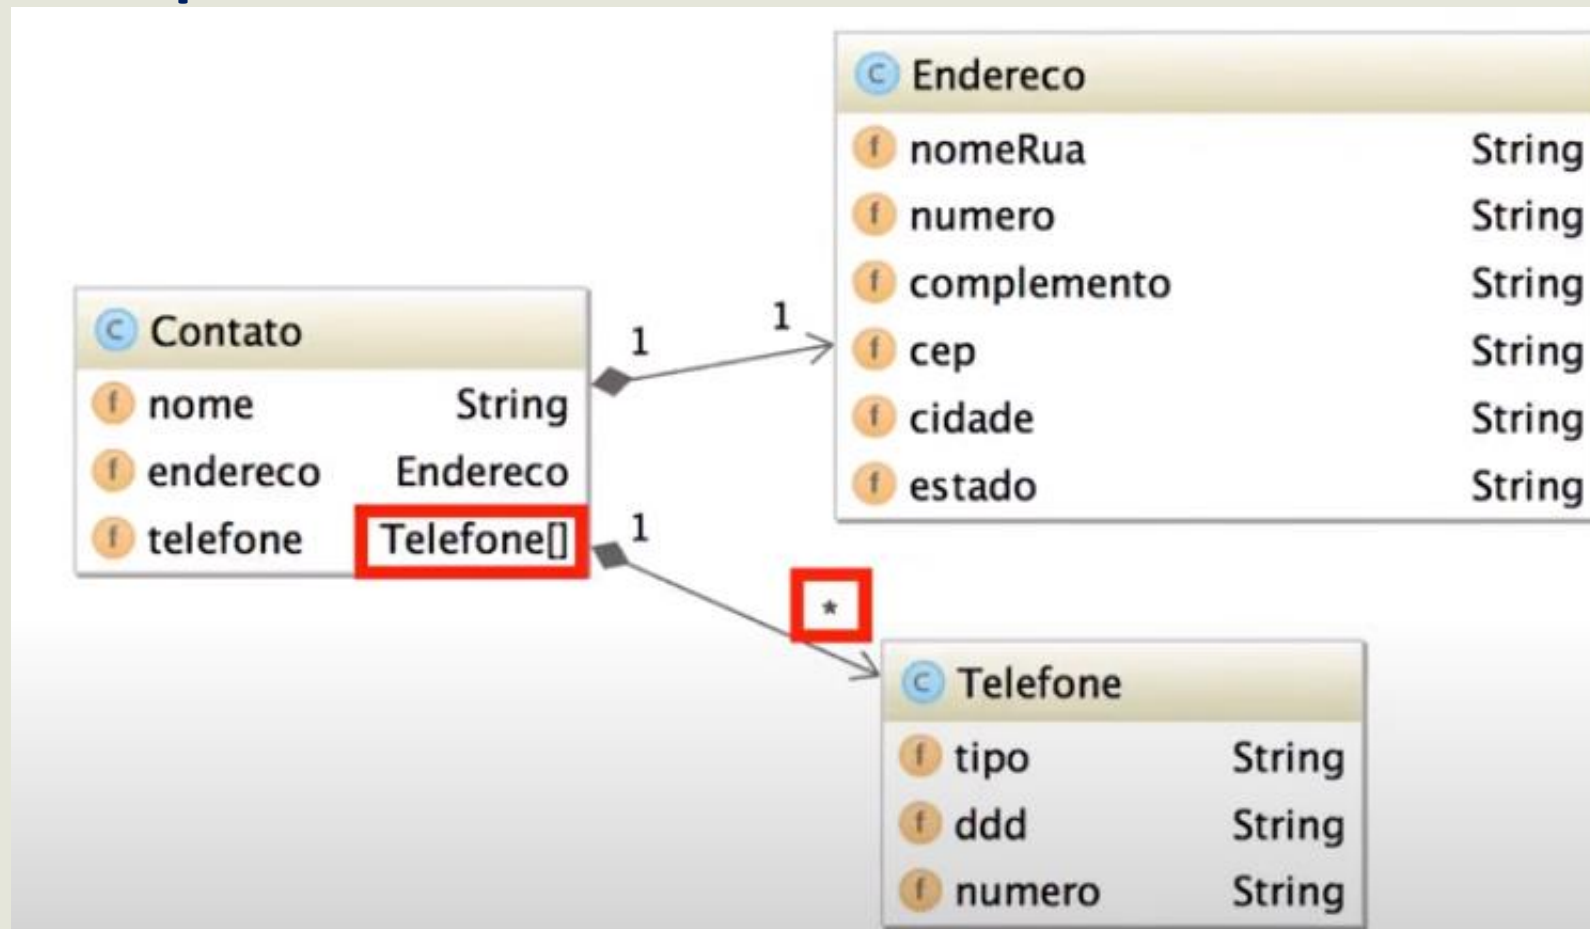 Endereco
nomeRua String
numero String
complemento String
cep String
cidade String
estado String
Contato
nome String
endereco Endereco
telefone Telefone[]
1 1
1
*
Telefone
tipo String
ddd String
numero String